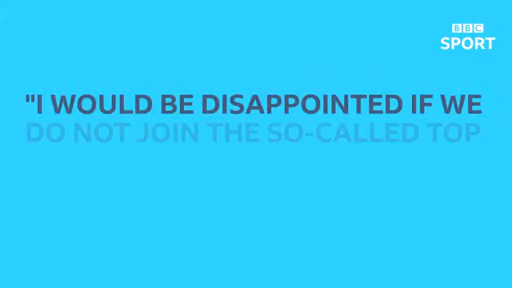 BBC
SPORT
"I WOULD BE DISAPPOINTED IF WE
DO NOT JOIN THE SO-CALLED TOP